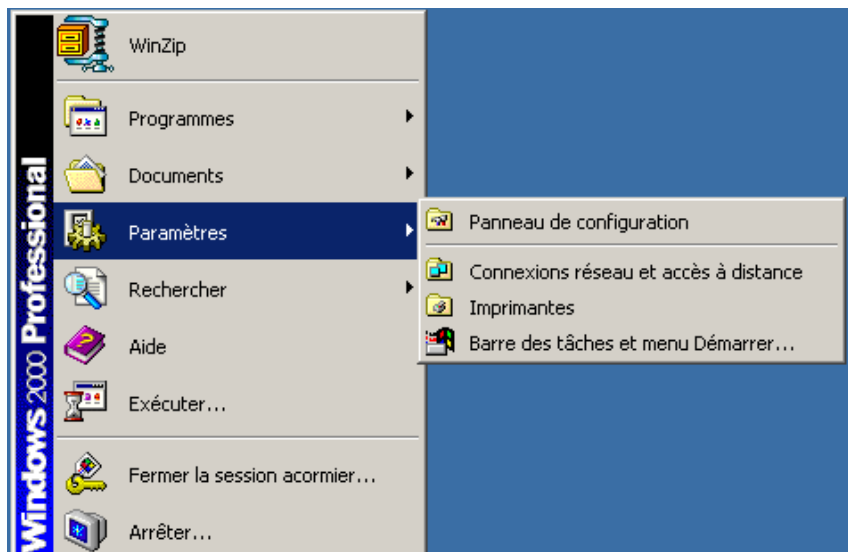 WinZip
Programmes
Documents
Paramètres
Rechercher
Aide
Exécuter...
Fermer la session acormier...
Arrêter...
Panneau de configuration
Connexions réseau et accès à distance
Imprimantes
Barre des tâches et menu Démarrer...
Windows 2000 Professional